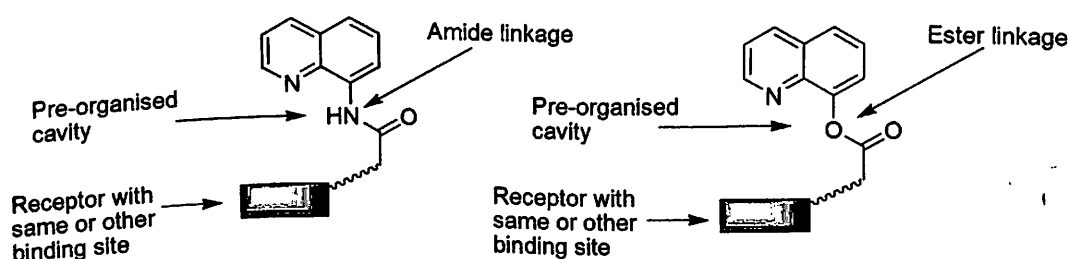 Amide linkage
N
Pre-organised
cavity
HN
O
Receptor with
same or other
binding site
Ester linkage
N
Pre-organised
cavity
O
O
Receptor with
same or other
binding site